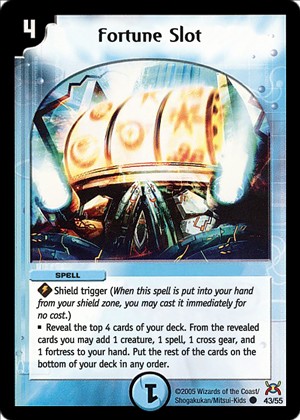 4
Fortune Slot
SPELL
Shield trigger (When this spell is put into your hand
from your shield zone, you may cast it immediately for
no cost.)
▪ Reveal the top 4 cards of your deck. From the revealed
cards you may add 1 creature, 1 spell, 1 cross gear, and
1 fortress to your hand. Put the rest of the cards on the
bottom of your deck in any order.
1
©2005 Wizards of the Coast/
Shogakukan/Mitsui-Kids
43/55